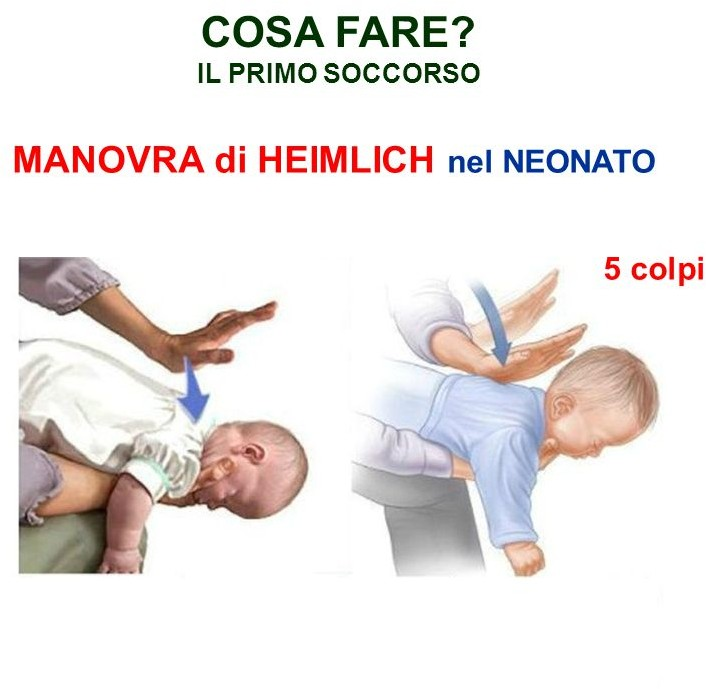 COSA FARE?
IL PRIMO SOCCORSO
MANOVRA di HEIMLICH nel NEONATO
5 colpi